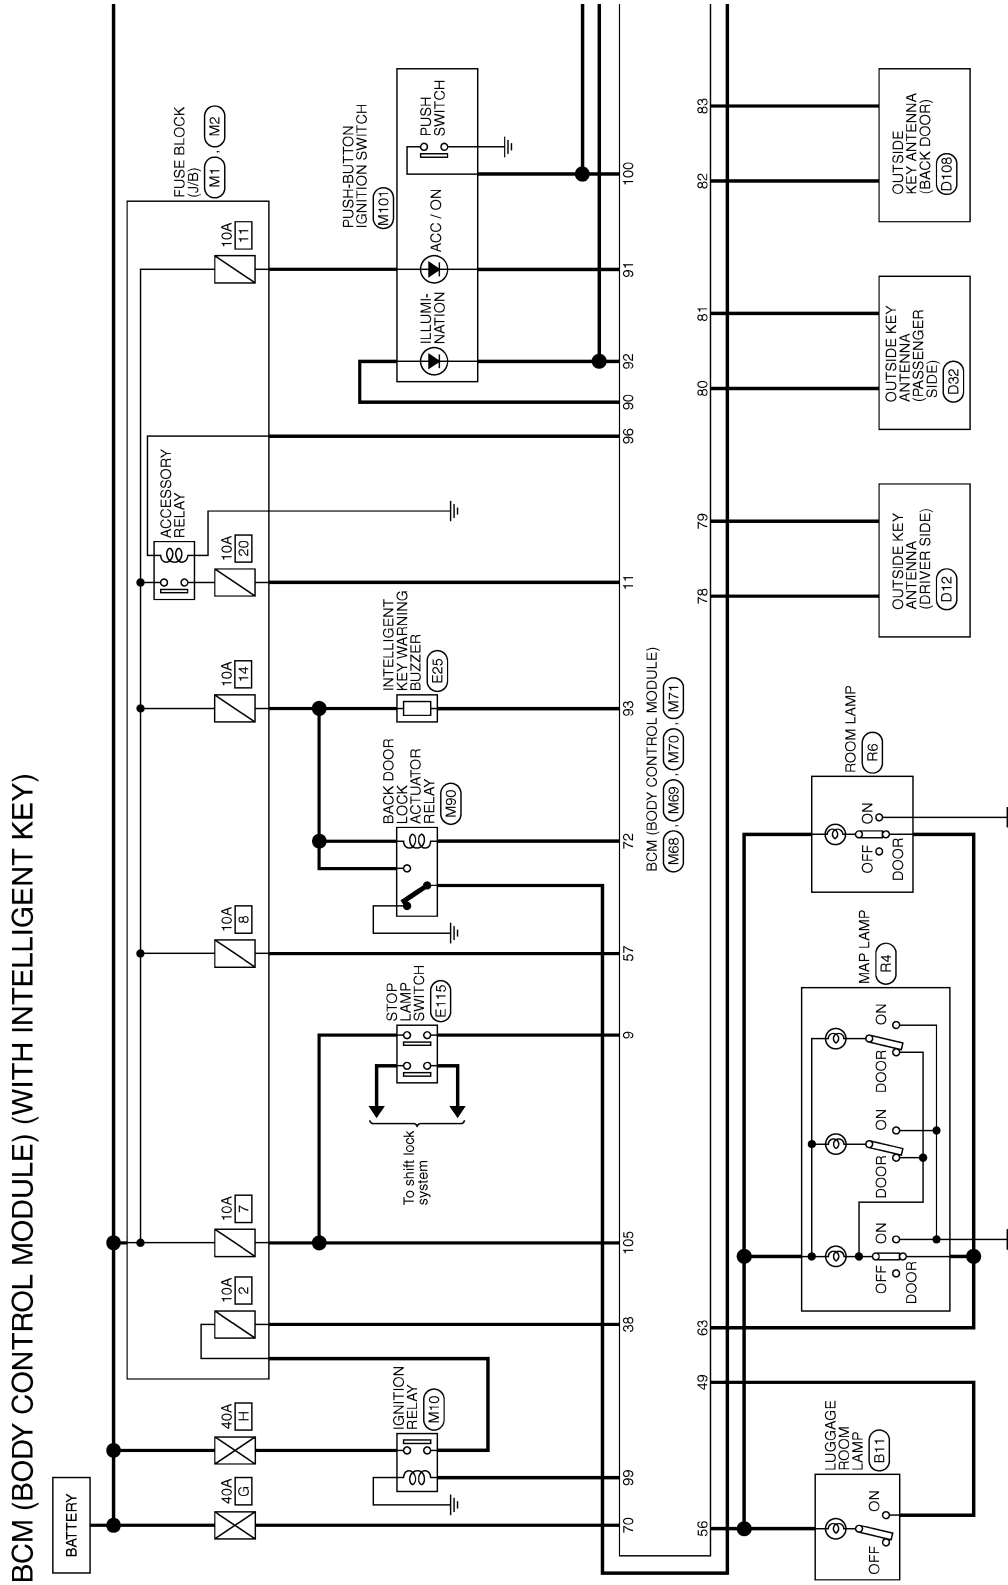 BCM (BODY CONTROL MODULE) (WITH INTELLIGENT KEY)
BATTERY
40A
G
40A
H
10A
2
10A
7
10A
8
10A
14
10A
20
10A
11
FUSE BLOCK
(J/B)
M1 , M2
ACCESSORY
RELAY
IGNITION
RELAY
M10
To shift lock
system
STOP
LAMP
SWITCH
E115
BACK DOOR
LOCK
ACTUATOR
RELAY
M90
INTELLIGENT
KEY WARNING
BUZZER
E25
PUSH-BUTTON
IGNITION SWITCH
M101
ILLUMI-
NATION
ACC / ON
PUSH
SWITCH
70
99
38
105
9
57
72
93
11
96
90
92
91
100
BCM (BODY CONTROL MODULE)
M68 , M69 , M70 , M71
56
49
63
78
79
80
81
82
83
LUGGAGE
ROOM
LAMP
B11
OFF
ON
MAP LAMP
R4
OFF
ON
DOOR
DOOR
ON
DOOR
ON
ROOM LAMP
R6
OFF
ON
DOOR
OUTSIDE KEY
ANTENNA
(DRIVER SIDE)
D12
OUTSIDE KEY
ANTENNA
(PASSENGER
SIDE)
D32
OUTSIDE
KEY ANTENNA
(BACK DOOR)
D108